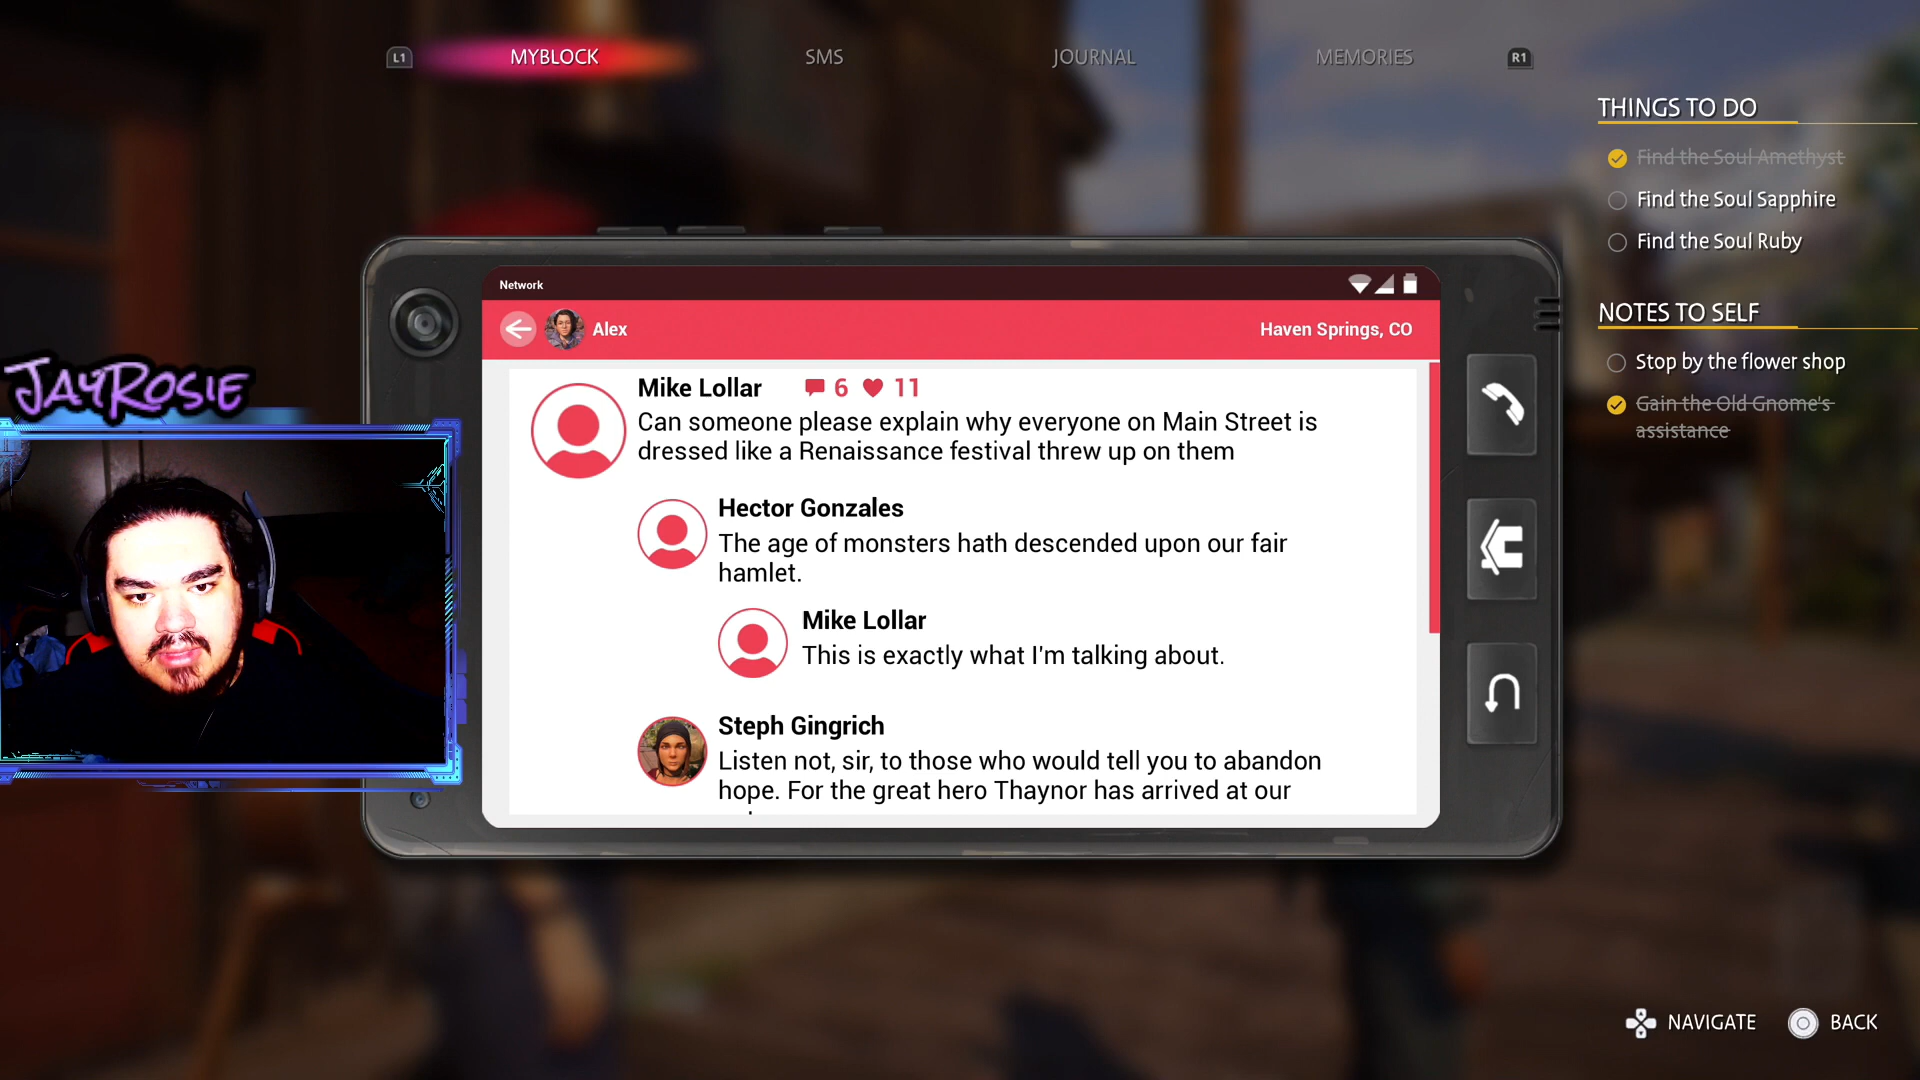 L1
MYBLOCK
SMS
JOURNAL
MEMORIES
R1
THINGS TO DO
Find the Soul Amethyst
Find the Soul Sapphire
Find the Soul Ruby
NOTES TO SELF
Stop by the flower shop
Gain the Old Gnome's
assistance
Network
Alex
Haven Springs, CO
Mike Lollar 6 11
Can someone please explain why everyone on Main Street is
dressed like a Renaissance festival threw up on them
Hector Gonzales
The age of monsters hath descended upon our fair
hamlet.
Mike Lollar
This is exactly what I'm talking about.
Steph Gingrich
Listen not, sir, to those who would tell you to abandon
hope. For the great hero Thaynor has arrived at our
JAYROSIE
NAVIGATE
BACK